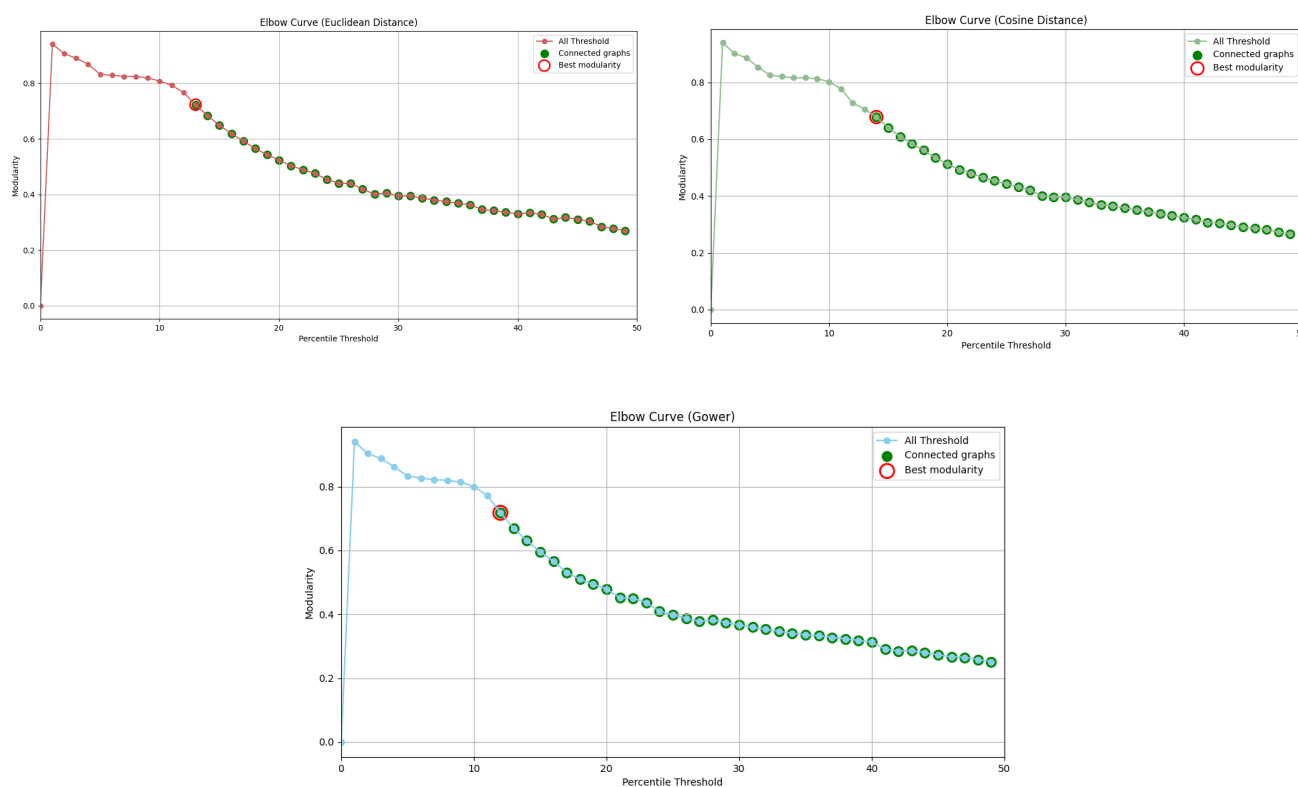 Elbow Curve (Euclidean Distance)
All Threshold
Connected graphs
Best modularity
Modularity
0.8
0.6
0.4
0.2
0.0
0 10 20 30 40 50
Percentile Threshold
Elbow Curve (Cosine Distance)
All Threshold
Connected graphs
Best modularity
Modularity
0.8
0.6
0.4
0.2
0.0
0 10 20 30 40
Percentile Threshold
Elbow Curve (Gower)
All Threshold
Connected graphs
Best modularity
Modularity
0.8
0.6
0.4
0.2
0.0
0 10 20 30 40 50
Percentile Threshold